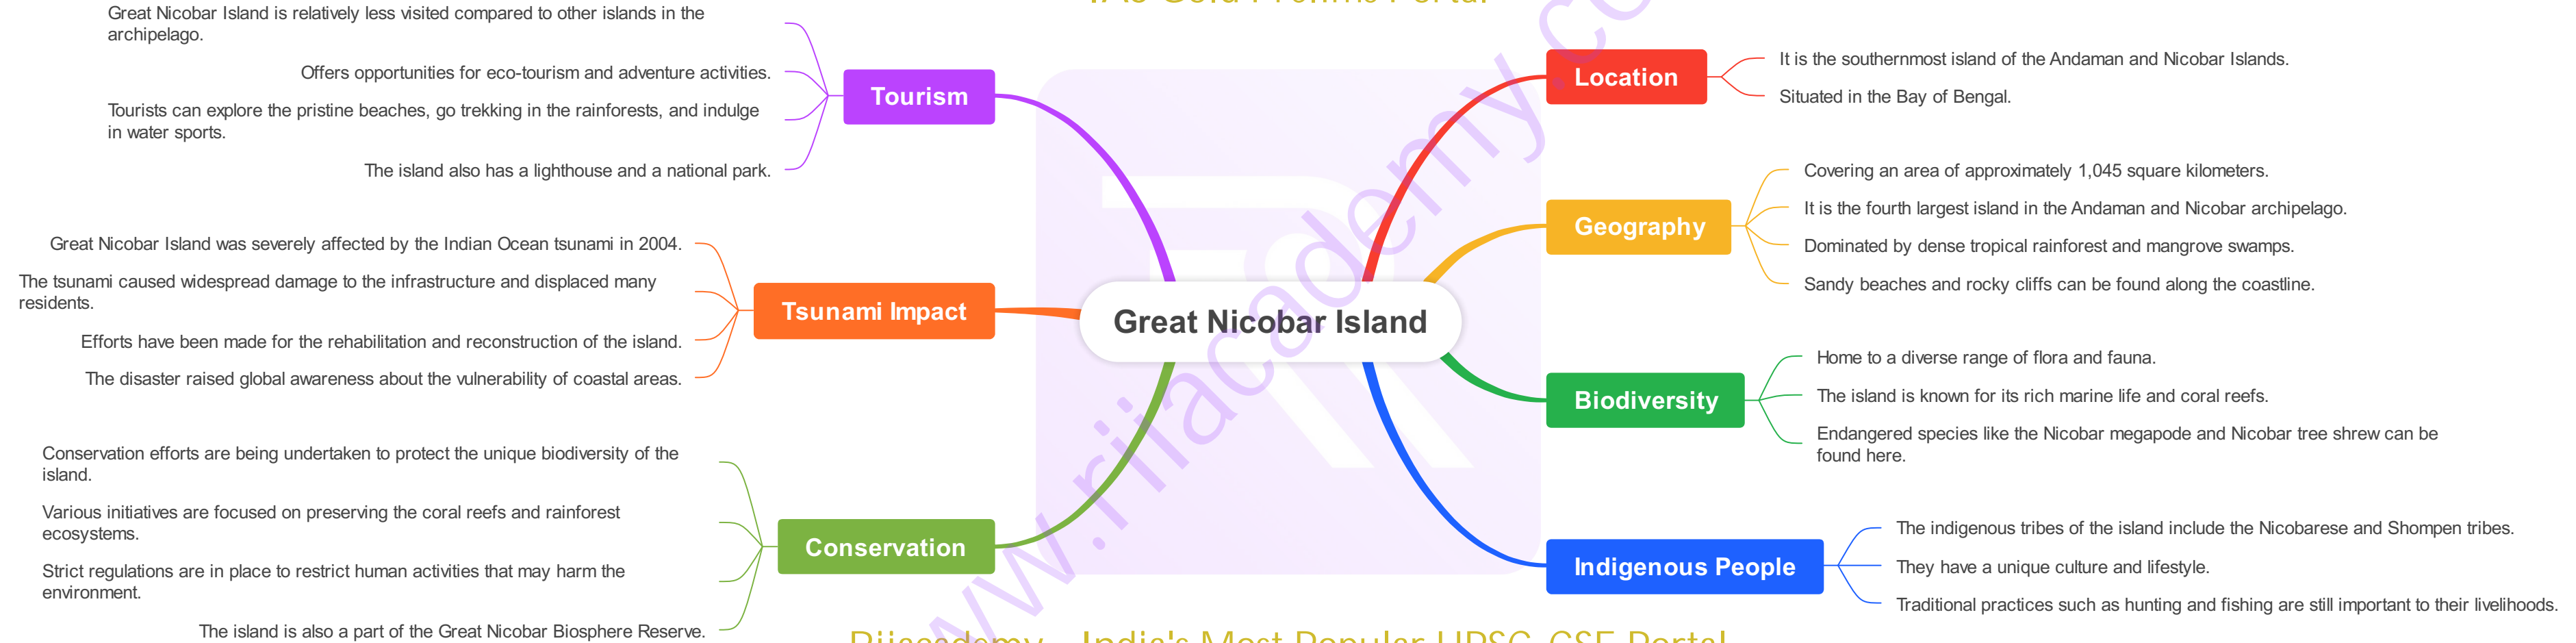 Great Nicobar Island is relatively less visited compared to other islands in the
archipelago.
Offers opportunities for eco-tourism and adventure activities.
Tourists can explore the pristine beaches, go trekking in the rainforests, and indulge
in water sports.
The island also has a lighthouse and a national park.
Tourism
Great Nicobar Island was severely affected by the Indian Ocean tsunami in 2004.
The tsunami caused widespread damage to the infrastructure and displaced many
residents.
Efforts have been made for the rehabilitation and reconstruction of the island.
The disaster raised global awareness about the vulnerability of coastal areas.
Tsunami Impact
Conservation efforts are being undertaken to protect the unique biodiversity of the
island.
Various initiatives are focused on preserving the coral reefs and rainforest
ecosystems.
Strict regulations are in place to restrict human activities that may harm the
environment.
The island is also a part of the Great Nicobar Biosphere Reserve.
Conservation
Great Nicobar Island
Location
It is the southernmost island of the Andaman and Nicobar Islands.
Situated in the Bay of Bengal.
Geography
Covering an area of approximately 1,045 square kilometers.
It is the fourth largest island in the Andaman and Nicobar archipelago.
Dominated by dense tropical rainforest and mangrove swamps.
Sandy beaches and rocky cliffs can be found along the coastline.
Biodiversity
Home to a diverse range of flora and fauna.
The island is known for its rich marine life and coral reefs.
Endangered species like the Nicobar megapode and Nicobar tree shrew can be
found here.
Indigenous People
The indigenous tribes of the island include the Nicobarese and Shompen tribes.
They have a unique culture and lifestyle.
Traditional practices such as hunting and fishing are still important to their livelihoods.
India's Most Popular UPSC-CSE Portal